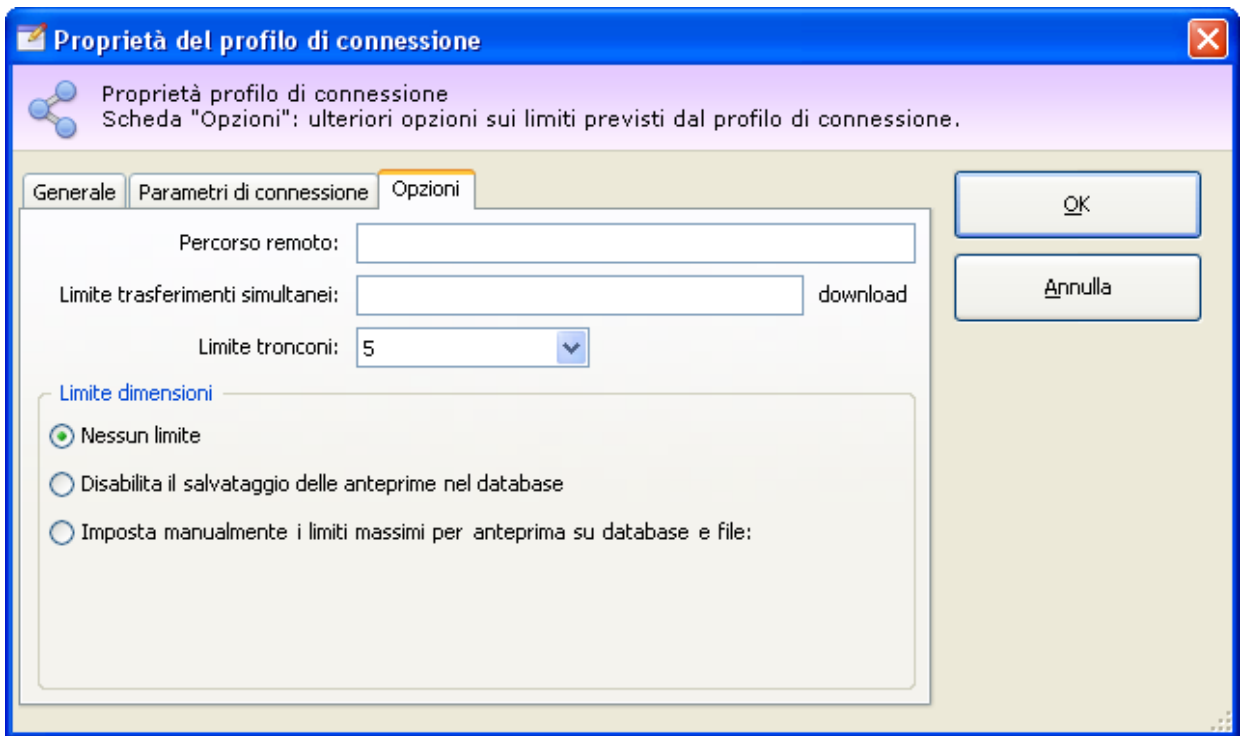 Proprietà del profilo di connessione
Proprietà profilo di connessione
Scheda "Opzioni": ulteriori opzioni sui limiti previsti dal profilo di connessione.
Generale
Parametri di connessione
Opzioni
OK
Percorso remoto:
Annulla
Limite trasferimenti simultanei:
download
Limite tronconi:
5
Limite dimensioni
Nessun limite
Disabilita il salvataggio delle anteprime nel database
Imposta manualmente i limiti massimi per anteprima su database e file: